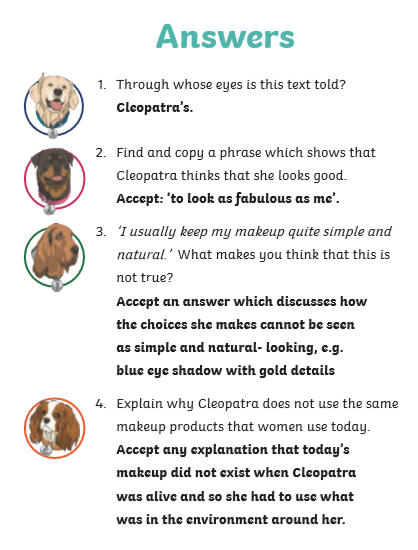 Answers
1. Through whose eyes is this text told?
Cleopatra's.
2. Find and copy a phrase which shows that
Cleopatra thinks that she looks good.
Accept: 'to look as fabulous as me'.
3. 'I usually keep my makeup quite simple and
natural.' What makes you think that this is
not true?
Accept an answer which discusses how
the choices she makes cannot be seen
as simple and natural- looking, e.g.
blue eye shadow with gold details
4. Explain why Cleopatra does not use the same
makeup products that women use today.
Accept any explanation that today's
makeup did not exist when Cleopatra
was alive and so she had to use what
was in the environment around her.